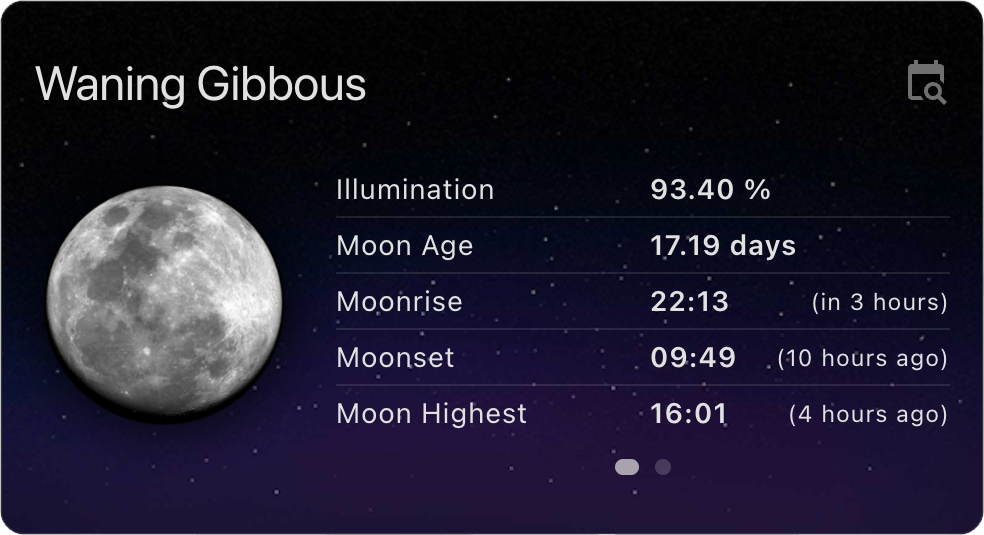 Waning Gibbous
Illumination 93.40 %
Moon Age 17.19 days
Moonrise 22:13 (in 3 hours)
Moonset 09:49 (10 hours ago)
Moon Highest 16:01 (4 hours ago)